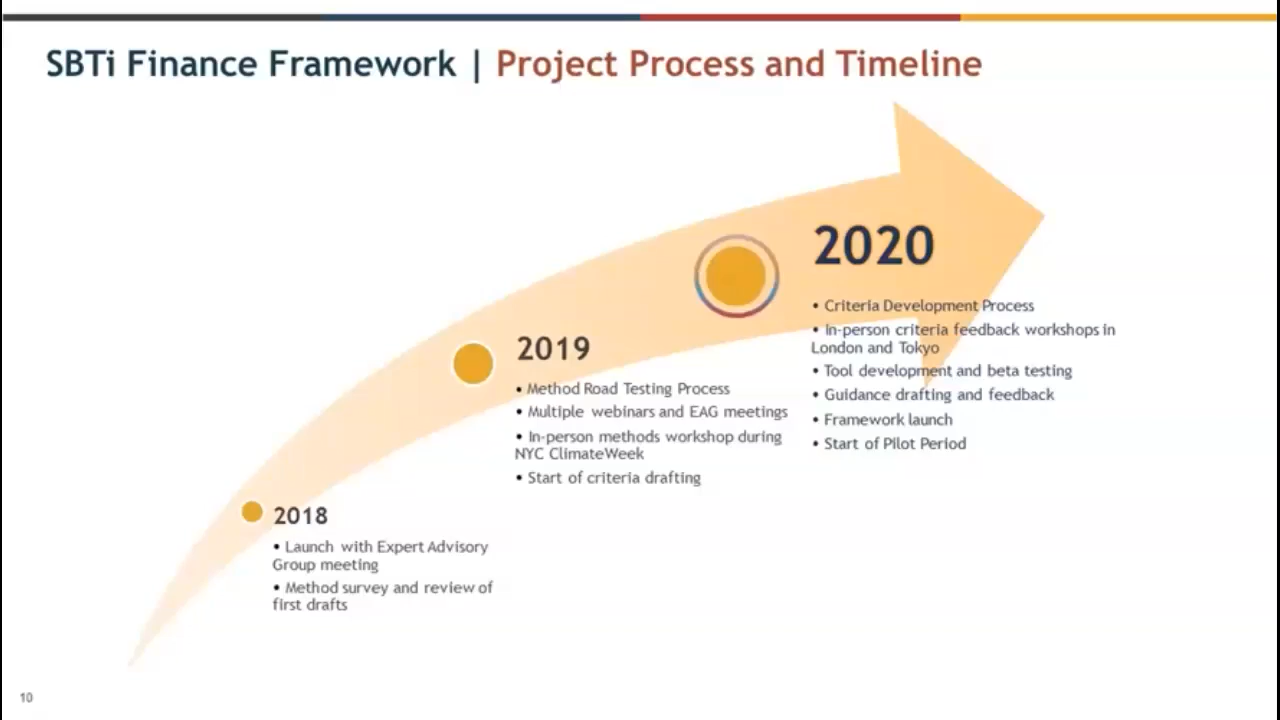 SBTi Finance Framework | Project Process and Timeline
2020
• Criteria Development Process
• In-person criteria feedback workshops in
London and Tokyo
• Tool development and beta testing
• Guidance drafting and feedback
• Framework launch
• Start of Pilot Period
2019
• Method Road Testing Process
• Multiple webinars and EAG meetings
• In-person methods workshop during
NYC ClimateWeek
• Start of criteria drafting
2018
• Launch with Expert Advisory
Group meeting
• Method survey and review of
first drafts
10